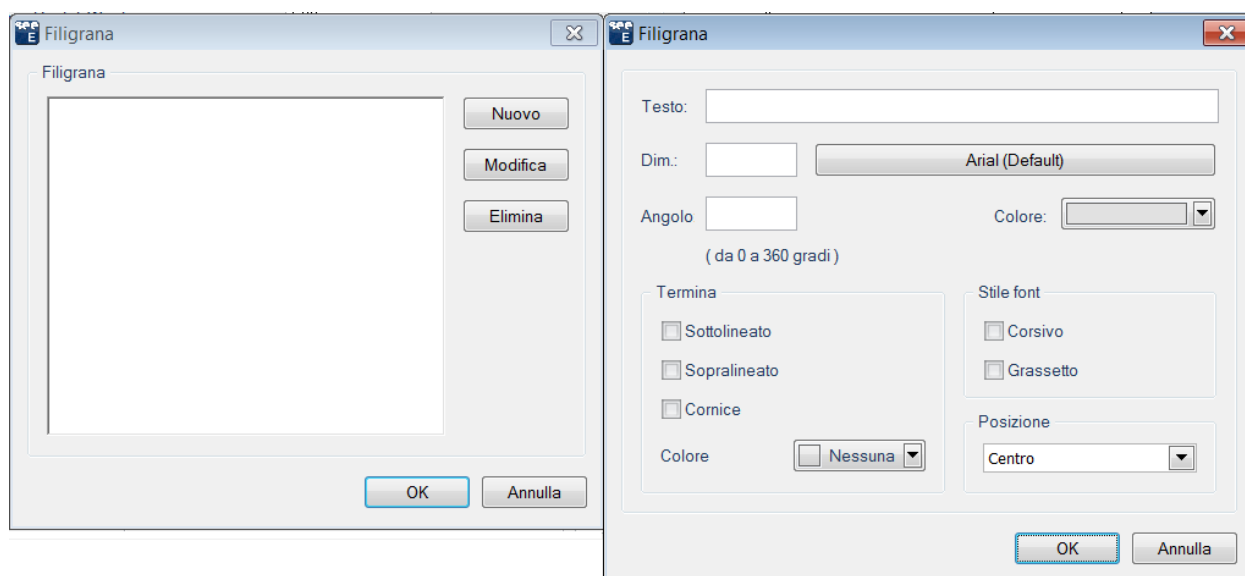 Filigrana
Filigrana
Nuovo
Modifica
Elimina
OK Annulla
Filigrana
Testo:
Dim.: Arial (Default)
Angolo Colore:
( da 0 a 360 gradi )
Termina
Sottolineato
Sopralineato
Cornice
Colore Nessuna
Stile font
Corsivo
Grassetto
Posizione
Centro
OK Annulla